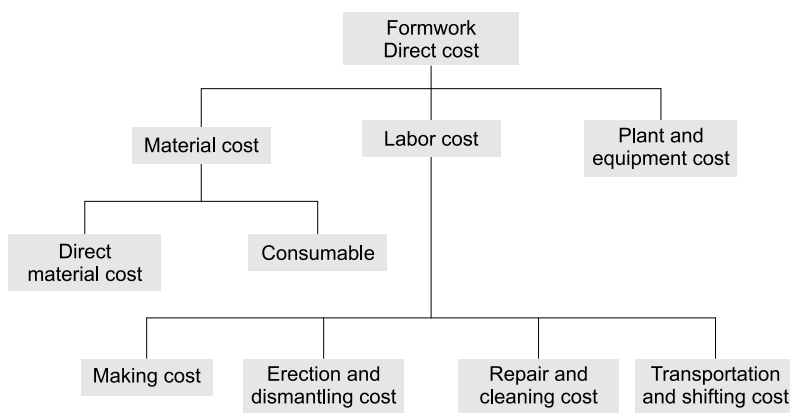 Formwork
Direct cost
Material cost
Labor cost
Plant and
equipment cost
Direct
material cost
Consumable
Making cost
Erection and
dismantling cost
Repair and
cleaning cost
Transportation
and shifting cost